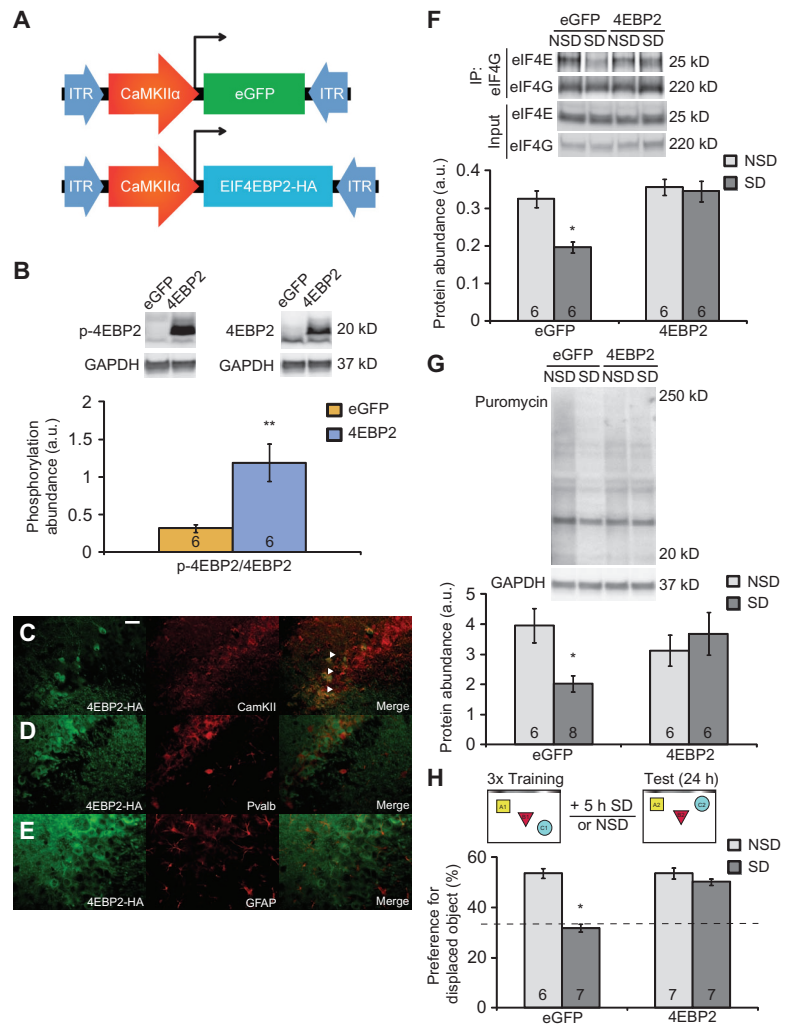 A
ITR CaMKIIα eGFP ITR
ITR CaMKIIα EIF4EBP2-HA ITR
B
eGFP 4EBP2 eGFP 4EBP2
p-4EBP2 4EBP2 20 kD
GAPDH GAPDH 37 kD
Phosphorylation
abundance (a.u.)
2
1.5
1
0.5
0
**
6 6
p-4EBP2/4EBP2
eGFP
4EBP2
C
4EBP2-HA CamKII Merge
D
4EBP2-HA Pvalb Merge
E
4EBP2-HA GFAP Merge
F
eGFP 4EBP2
NSD SD NSD SD
IP:
eIF4G
eIF4E 25 kD
eIF4G 220 kD
Input
eIF4E 25 kD
eIF4G 220 kD
NSD
SD
Protein abundance (a.u.)
0.4
0.3
0.2
0.1
0
*
6 6 6 6
eGFP 4EBP2
G
eGFP 4EBP2
NSD SD NSD SD
Puromycin 250 kD
20 kD
GAPDH 37 kD
NSD
SD
Protein abundance (a.u.)
5
4
3
2
1
0
*
6 8 6 6
eGFP 4EBP2
H
3x Training Test (24 h)
+ 5 h SD
or NSD
A1 C1
A2 C2
NSD
SD
Preference for
displaced object (%)
60
40
20
0
*
6 7 7 7
eGFP 4EBP2